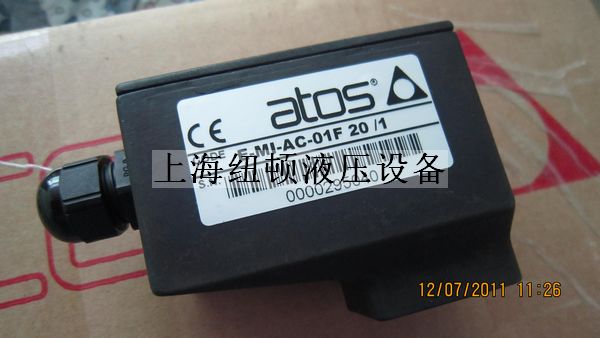 CE atos®
E-MI-AC-01F 20 /1
上海纽顿液压设备
12/07/2011 11:26